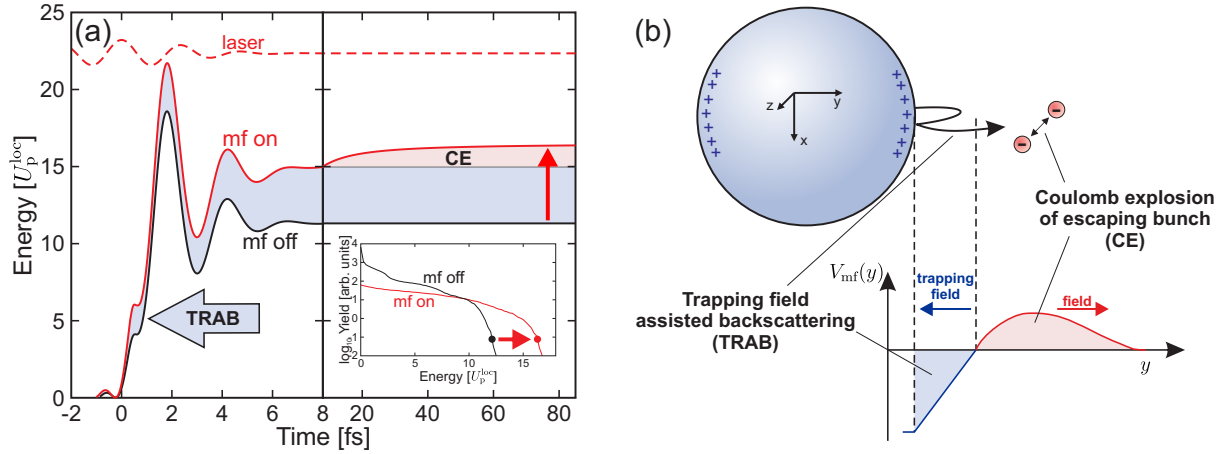 (a)
laser
mf on
mf off
CE
TRAB
Energy [U_p^loc]
25
20
15
10
5
0
-2 0 2 4 6 8 20 40 60 80
Time [fs]
log₁₀ Yield [arb. units]
4
3
2
1
0
-1
-2
mf off
mf on
0 5 10 15
Energy [U_p^loc]
(b)
+ + + + + +
+ + + + + +
z y
x
− −
Coulomb explosion
of escaping bunch
(CE)
Trapping field
assisted backscattering
(TRAB)
V_mf(y)
trapping
field
field
y